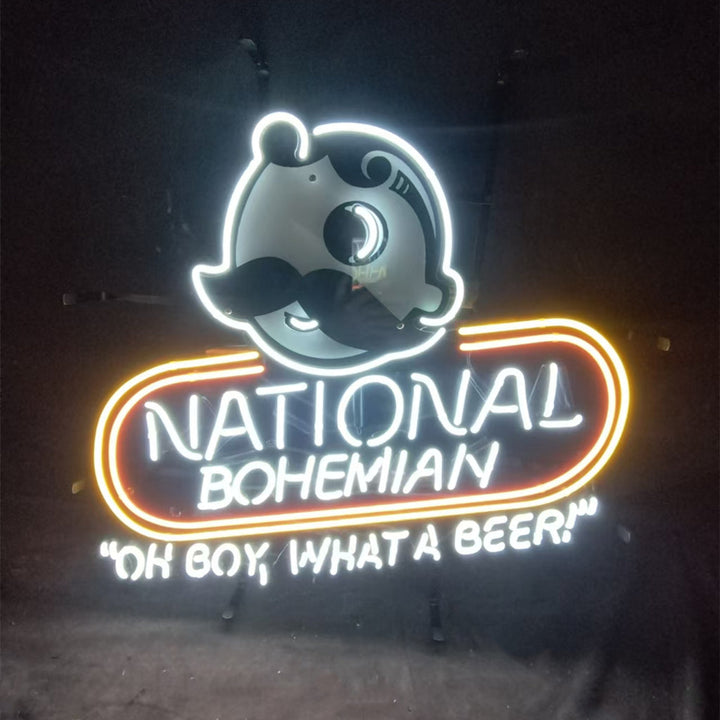 NATIONAL
BOHEMIAN
"OH BOY, WHAT A BEER!"